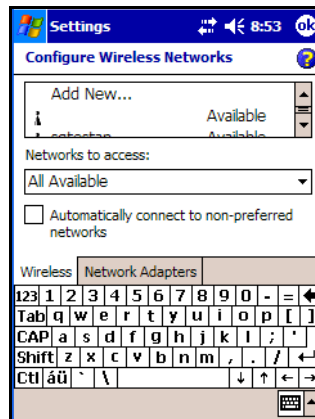 Settings 8:53 ok
Configure Wireless Networks ?
Add New...
Available
Available
Networks to access:
All Available
Automatically connect to non-preferred
networks
Wireless Network Adapters
123 1 2 3 4 5 6 7 8 9 0 - =
Tab q w e r t y u i o p [ ]
CAP a s d f g h j k l ; '
Shift z x c v b n m , . /
Ctl áü ` \